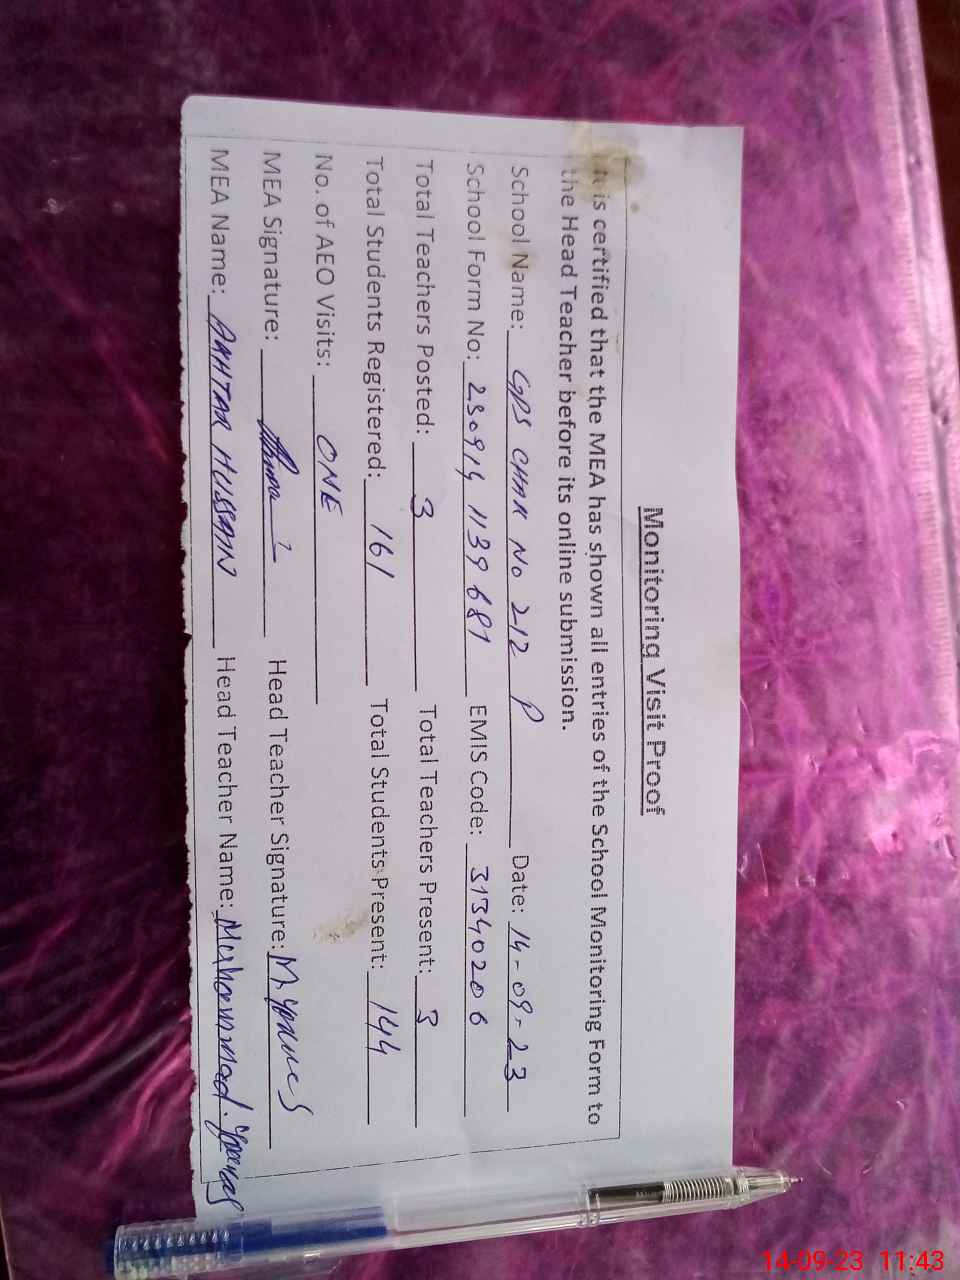 Monitoring Visit Proof
It is certified that the MEA has shown all entries of the School Monitoring Form to
the Head Teacher before its online submission.
School Name: GPS CHAK No 212 P Date: 14-09-23
School Form No: 230914 1139 681 EMIS Code: 31340206
Total Teachers Posted: 3 Total Teachers Present: 3
Total Students Registered: 161 Total Students Present: 144
No. of AEO Visits: ONE
MEA Signature: Head Teacher Signature: M. Younas
MEA Name: AKHTAR HUSSAIN Head Teacher Name: Muhammad. Younas
14-09-23 11:43